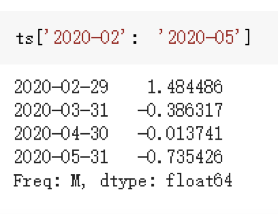 ts['2020-02': '2020-05']
2020-02-29 1.484486
2020-03-31 -0.386317
2020-04-30 -0.013741
2020-05-31 -0.735426
Freq: M, dtype: float64